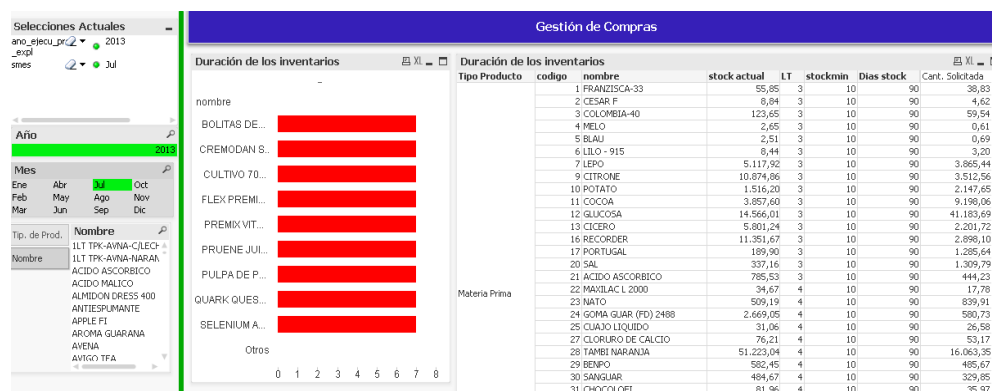 Selecciones Actuales
ano_ejecu_pr
_expl
2013
smes
Jul
Año
2013
Mes
Ene Abr Jul Oct
Feb May Ago Nov
Mar Jun Sep Dic
Tip. de Prod.
Nombre
Nombre
1LT TPK-AVNA-C/LECH
1LT TPK-AVNA-NARAN
ACIDO ASCORBICO
ACIDO MALICO
ALMIDON DRESS 400
ANTIESPUMANTE
APPLE FI
AROMA GUARANA
AVENA
AVIGO TEA
Gestión de Compras
Duración de los inventarios
XL
-
nombre
BOLITAS DE...
CREMODAN S..
CULTIVO 70...
FLEX PREMI...
PREMIX VIT...
PRUENE JUI...
PULPA DE F...
QUARK QUES...
SELENIUM A...
Otros
0 1 2 3 4 5 6 7 8
Duración de los inventarios
XL
Tipo Producto codigo nombre stock actual LT stockmin Dias stock Cant. Solicitada
Materia Prima
1 FRANZISCA-33 55,85 3 10 90 38,83
2 CESAR F 8,84 3 10 90 4,62
3 COLOMBIA-40 123,65 3 10 90 59,54
4 MELO 2,65 3 10 90 0,61
5 BLAU 2,51 3 10 90 0,69
6 LILO - 915 8,44 3 10 90 3,20
7 LEPO 5.117,92 3 10 90 3.865,44
9 CITRONE 10.874,86 3 10 90 3.512,56
10 POTATO 1.516,20 3 10 90 2.147,65
11 COCOA 3.857,60 3 10 90 9.198,06
12 GLUCOSA 14.566,01 3 10 90 41.183,69
13 CICERO 5.801,24 3 10 90 2.201,72
16 RECORDER 11.351,67 3 10 90 2.898,10
17 PORTUGAL 189,90 3 10 90 1.285,64
20 SAL 337,16 3 10 90 1.309,79
21 ACIDO ASCORBICO 785,53 3 10 90 444,23
22 MAXILAC L 2000 34,67 4 10 90 17,78
23 NATO 509,19 4 10 90 839,91
24 GOMA GUAR (FD) 2488 2.669,05 4 10 90 580,73
25 CUAJO LIQUIDO 31,06 4 10 90 26,58
27 CLORURO DE CALCIO 76,21 4 10 90 53,17
28 TAMBI NARANJA 51.223,04 4 10 90 16.063,35
29 BENPO 582,45 4 10 90 485,67
30 SANGUAR 484,67 4 10 90 329,85
31 CHOCOLOFI 81,96 4 10 90 35,97